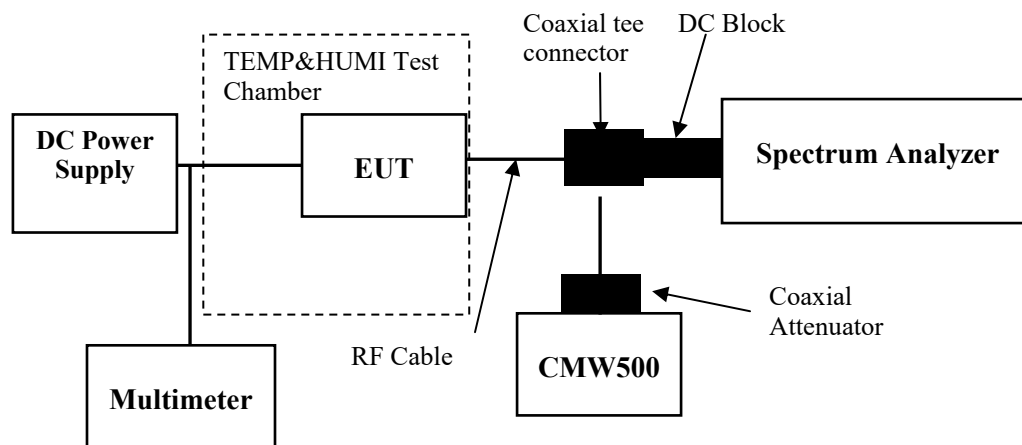 Coaxial tee
connector
DC Block
TEMP&HUMI Test
Chamber
DC Power
Supply
EUT
Spectrum Analyzer
RF Cable
Coaxial
Attenuator
CMW500
Multimeter